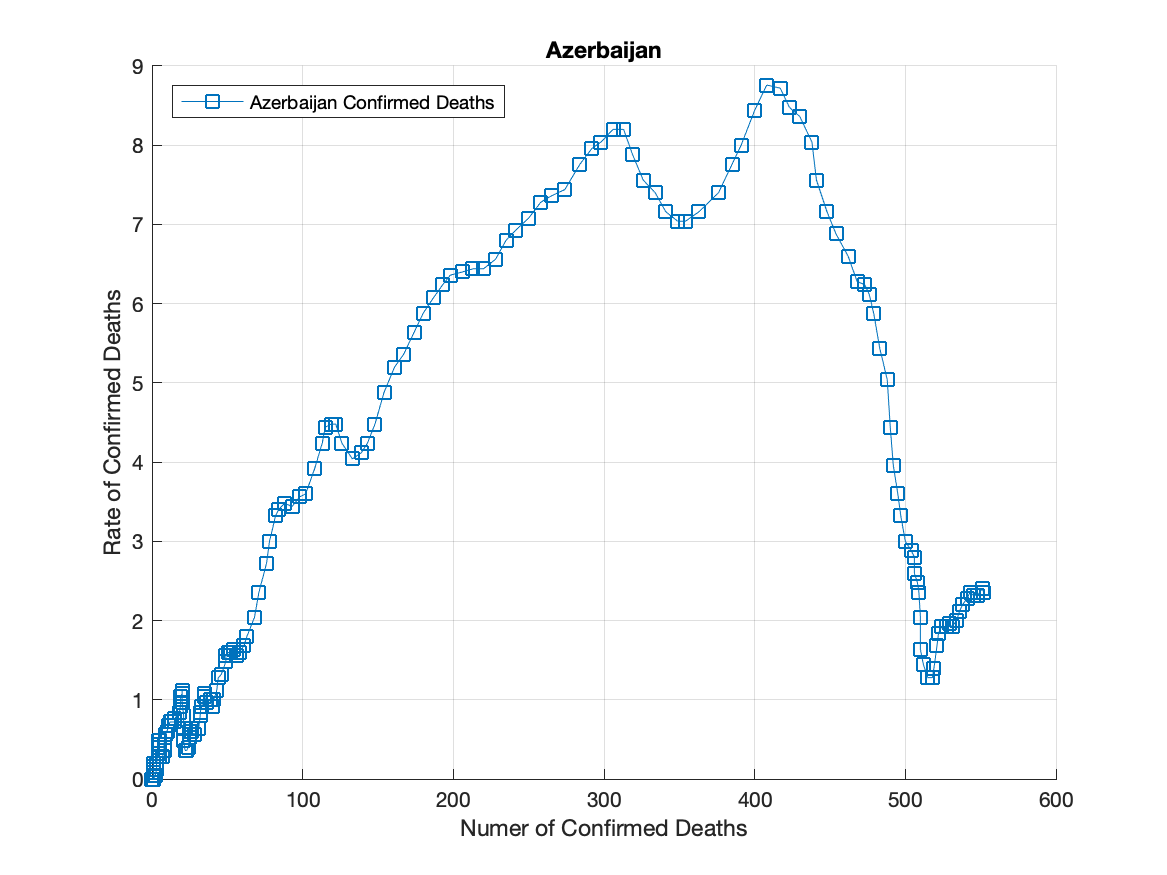 Azerbaijan
Azerbaijan Confirmed Deaths
Rate of Confirmed Deaths
9
8
7
6
5
4
3
2
1
0
0 100 200 300 400 500 600
Numer of Confirmed Deaths